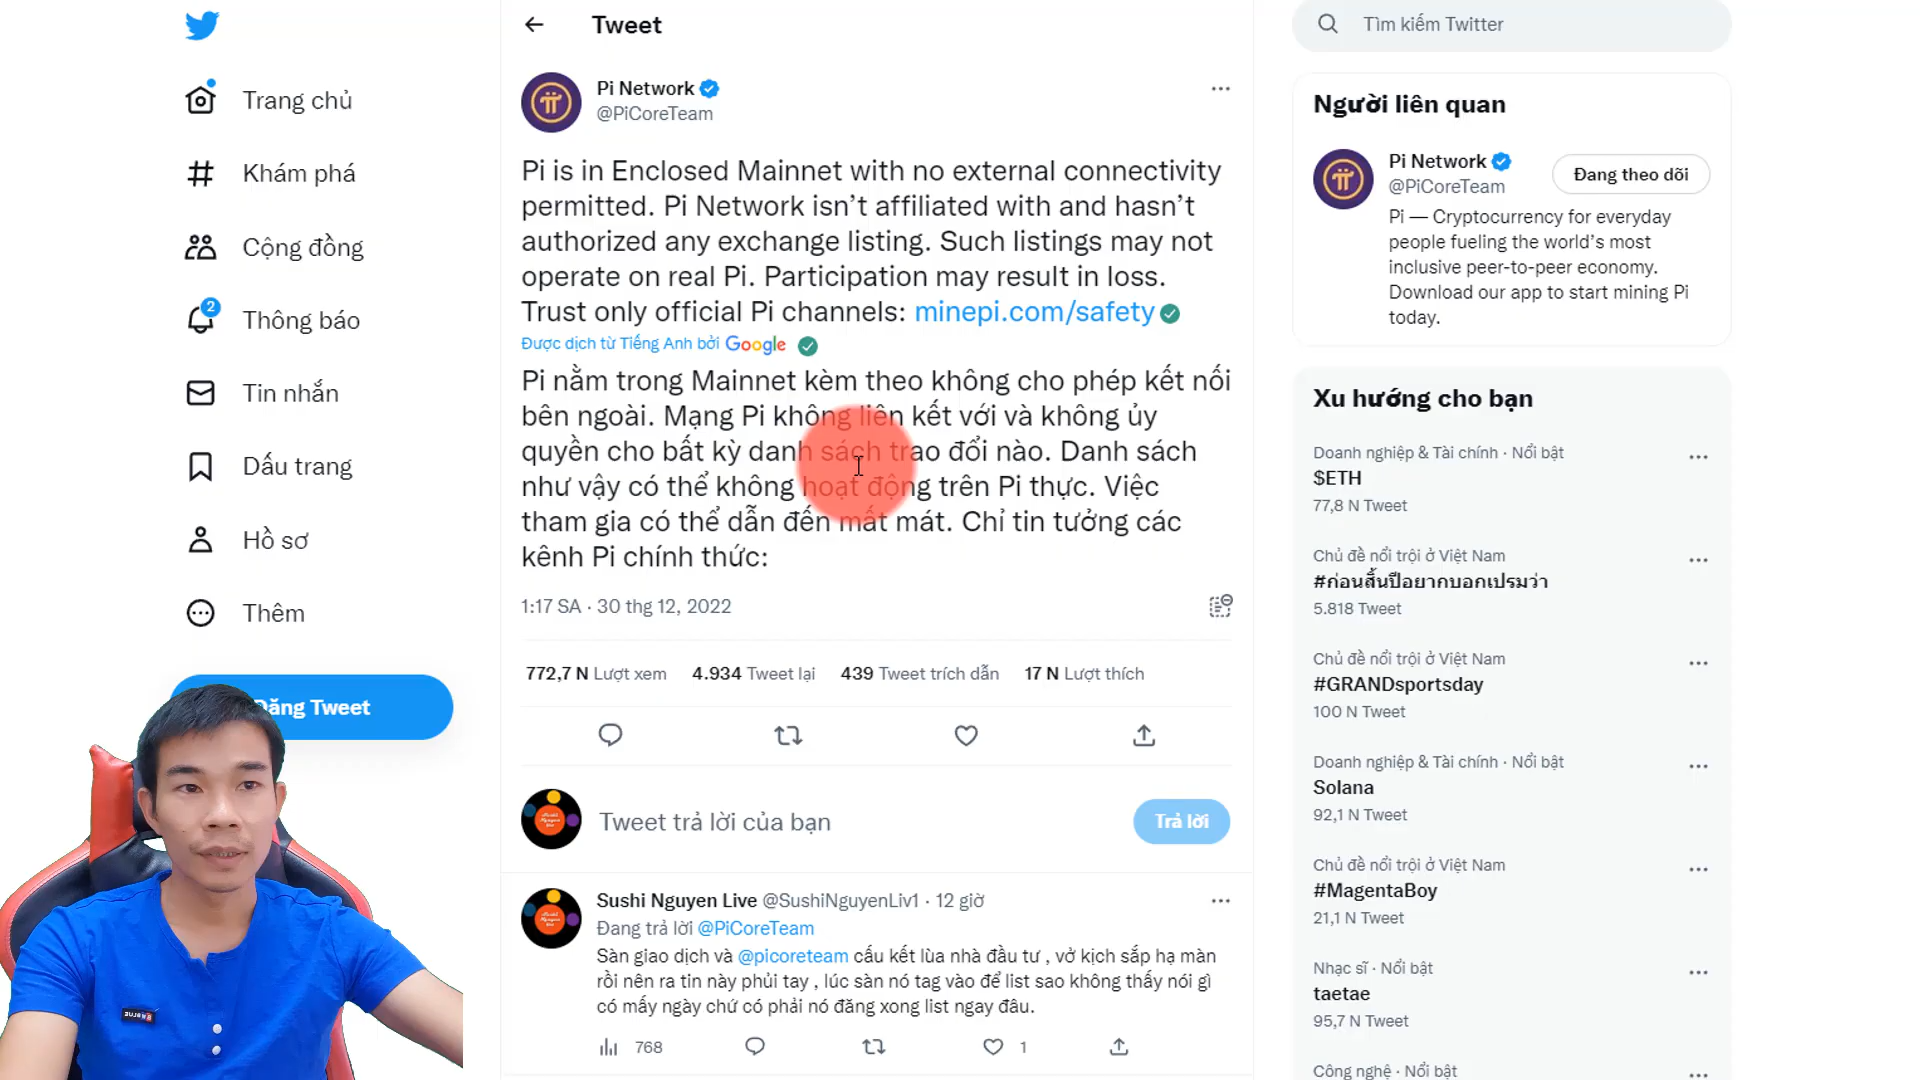 Trang chủ
Khám phá
Cộng đồng
2
Thông báo
Tin nhắn
Dấu trang
Hồ sơ
Thêm
Đăng Tweet
Tweet
Pi Network
@PiCoreTeam
Pi is in Enclosed Mainnet with no external connectivity
permitted. Pi Network isn’t affiliated with and hasn’t
authorized any exchange listing. Such listings may not
operate on real Pi. Participation may result in loss.
Trust only official Pi channels: minepi.com/safety
Được dịch từ Tiếng Anh bởi Google
Pi nằm trong Mainnet kèm theo không cho phép kết nối
bên ngoài. Mạng Pi không liên kết với và không ủy
quyền cho bất kỳ danh sách trao đổi nào. Danh sách
như vậy có thể không hoạt động trên Pi thực. Việc
tham gia có thể dẫn đến mất mát. Chỉ tin tưởng các
kênh Pi chính thức:
1:17 SA · 30 thg 12, 2022
772,7 N Lượt xem 4.934 Tweet lại 439 Tweet trích dẫn 17 N Lượt thích
Tweet trả lời của bạn
Trả lời
Sushi Nguyen Live @SushiNguyenLiv1 · 12 giờ
Đang trả lời @PiCoreTeam
Sàn giao dịch và @picoreteam cấu kết lùa nhà đầu tư , vở kịch sắp hạ màn
rồi nên ra tin này phủi tay , lúc sàn nó tag vào để list sao không thấy nói gì
có mấy ngày chứ có phải nó đăng xong list ngay đâu.
768
1
Tìm kiếm Twitter
Người liên quan
Pi Network
@PiCoreTeam
Đang theo dõi
Pi — Cryptocurrency for everyday
people fueling the world’s most
inclusive peer-to-peer economy.
Download our app to start mining Pi
today.
Xu hướng cho bạn
Doanh nghiệp & Tài chính · Nổi bật
$ETH
77,8 N Tweet
Chủ đề nổi trội ở Việt Nam
#ก่อนสิ้นปีอยากบอกเปรมว่า
5.818 Tweet
Chủ đề nổi trội ở Việt Nam
#GRANDsportsday
100 N Tweet
Doanh nghiệp & Tài chính · Nổi bật
Solana
92,1 N Tweet
Chủ đề nổi trội ở Việt Nam
#MagentaBoy
21,1 N Tweet
Nhạc sĩ · Nổi bật
taetae
95,7 N Tweet
Công nghệ · Nổi bật